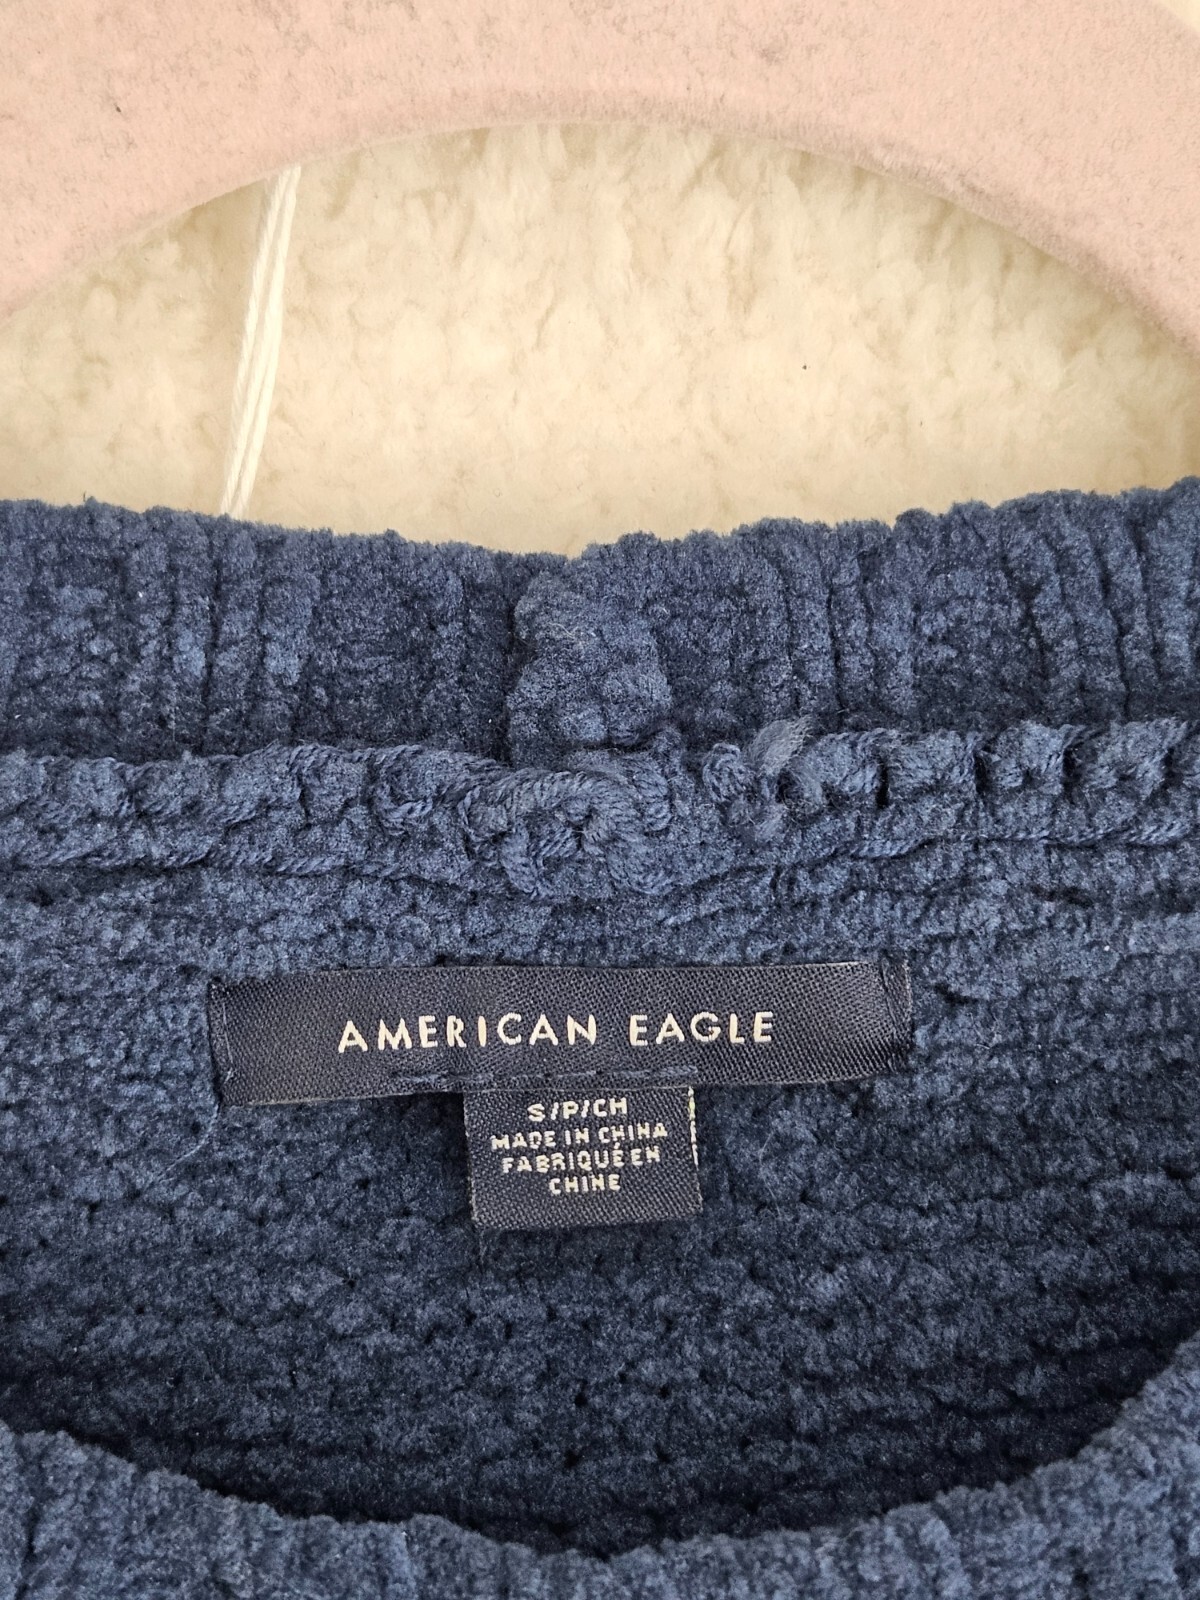 AMERICAN EAGLE
S/P/CH
MADE IN CHINA
FABRIQUÉ EN
CHINE